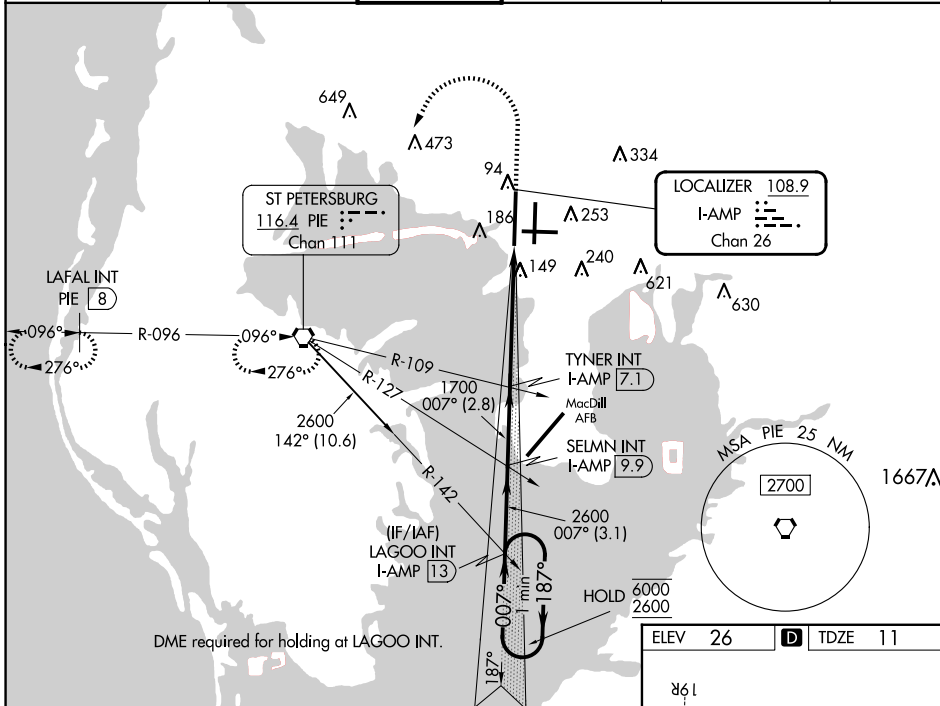 649
473
334
94
LOCALIZER 108.9
I-AMP
Chan 26
ST PETERSBURG
116.4 PIE
Chan 111
186
253
149
240
621
630
LAFAL INT
PIE 8
096°
R-096
096°
276°
276°
R-109
R-127
1700
007° (2.8)
TYNER INT
I-AMP 7.1
MacDill
AFB
2600
142° (10.6)
SELMN INT
I-AMP 9.9
R-142
MSA PIE 25 NM
2700
1667
2600
007° (3.1)
(IF/IAF)
LAGOO INT
I-AMP 13
007°
1 min
187°
HOLD 6000
2600
DME required for holding at LAGOO INT.
187°
ELEV 26 D TDZE 11
19R